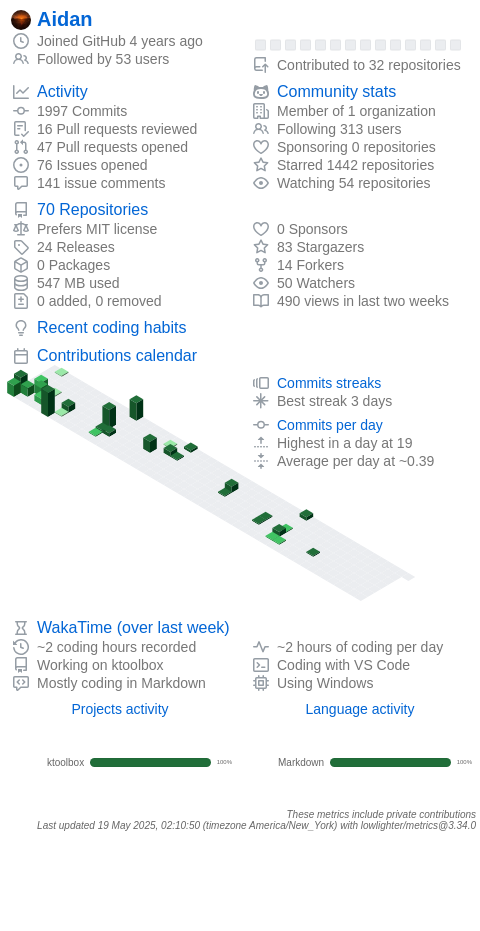 Aidan
Joined GitHub 4 years ago
Followed by 53 users
Contributed to 32 repositories
Activity
1997 Commits
16 Pull requests reviewed
47 Pull requests opened
76 Issues opened
141 issue comments
Community stats
Member of 1 organization
Following 313 users
Sponsoring 0 repositories
Starred 1442 repositories
Watching 54 repositories
70 Repositories
Prefers MIT license
24 Releases
0 Packages
547 MB used
0 added, 0 removed
0 Sponsors
83 Stargazers
14 Forkers
50 Watchers
490 views in last two weeks
Recent coding habits
Contributions calendar
Commits streaks
Best streak 3 days
Commits per day
Highest in a day at 19
Average per day at ~0.39
WakaTime (over last week)
~2 coding hours recorded
Working on ktoolbox
Mostly coding in Markdown
~2 hours of coding per day
Coding with VS Code
Using Windows
Projects activity
ktoolbox 100%
Language activity
Markdown 100%
These metrics include private contributions
Last updated 19 May 2025, 02:10:50 (timezone America/New_York) with lowlighter/metrics@3.34.0